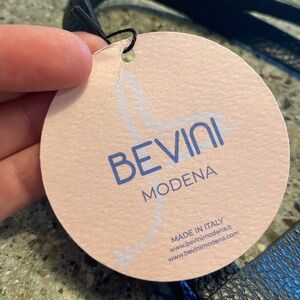 BEVINI
MODENA
MADE IN ITALY
www.bevinimodena.it
www.bevinimodena.com